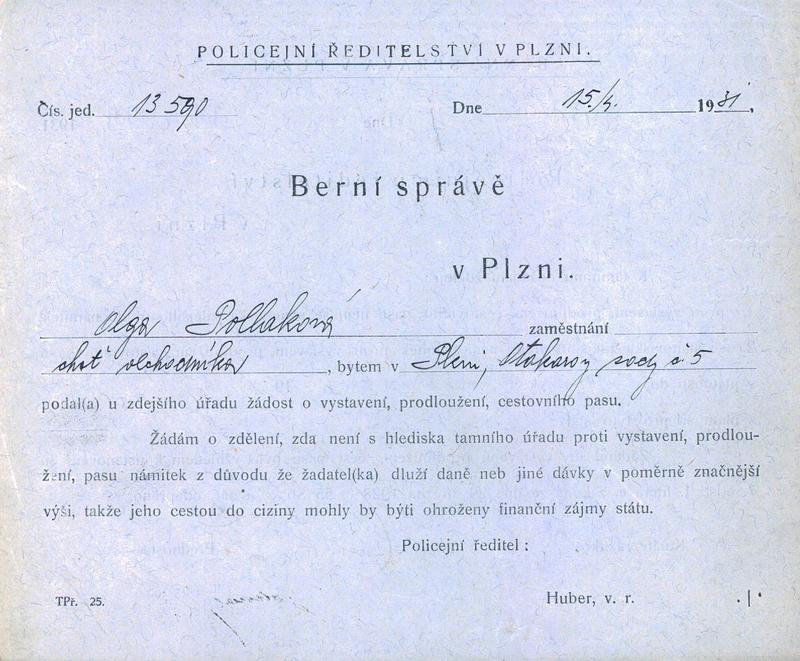 POLICEJNÍ ŘEDITELSTVÍ V PLZNI.
Čís. jed. 13590 Dne 15./4. 1931,
Berní správě
v Plzni.
Olga Pollaková zaměstnání
choť obchodníka, bytem v Plzni, Otakarovy sady č 5
podal(a) u zdejšího úřadu žádost o vystavení, prodloužení, cestovního pasu.
Žádám o zdělení, zda není s hlediska tamního úřadu proti vystavení, prodlou-
žení, pasu námitek z důvodu že žadatel(ka) dluží daně neb jiné dávky v poměrně značnější
výši, takže jeho cestou do ciziny mohly by býti ohroženy finanční zájmy státu.
Policejní ředitel :
TPř. 25. Huber, v. r.